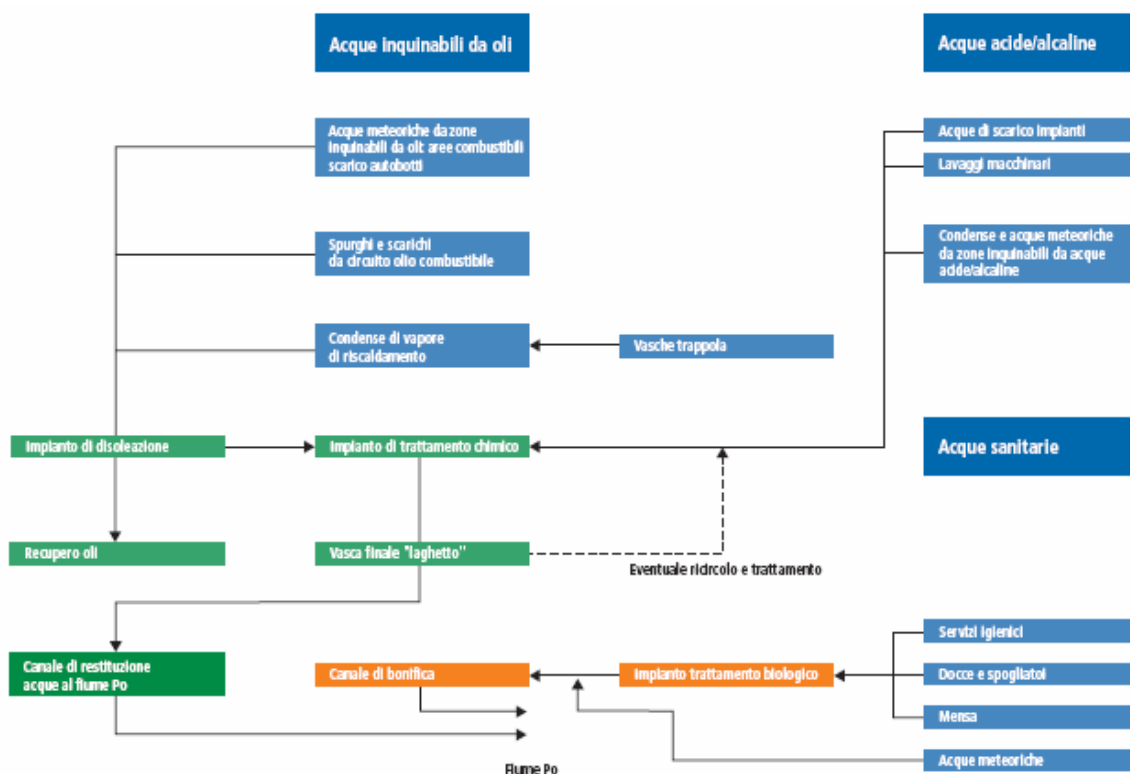 Acque inquinabili da oli
Acque acide/alcaline
Acque meteoriche da zone
inquinabili da oli: aree combustibili
scarico autobotti
Acque di scarico impianti
Lavaggi macchinari
Spurghi e scarichi
da circuito olio combustibile
Condense e acque meteoriche
da zone inquinabili da acque
acide/alcaline
Condense di vapore
di riscaldamento
Vasche trappola
Impianto di disoleazione
Impianto di trattamento chimico
Acque sanitarie
Recupero oli
Vasca finale "laghetto"
Eventuale ricircolo e trattamento
Servizi igienici
Canale di restituzione
acque al fiume Po
Canale di bonifica
Impianto trattamento biologico
Docce e spogliatoi
Mensa
Acque meteoriche
Fiume Po